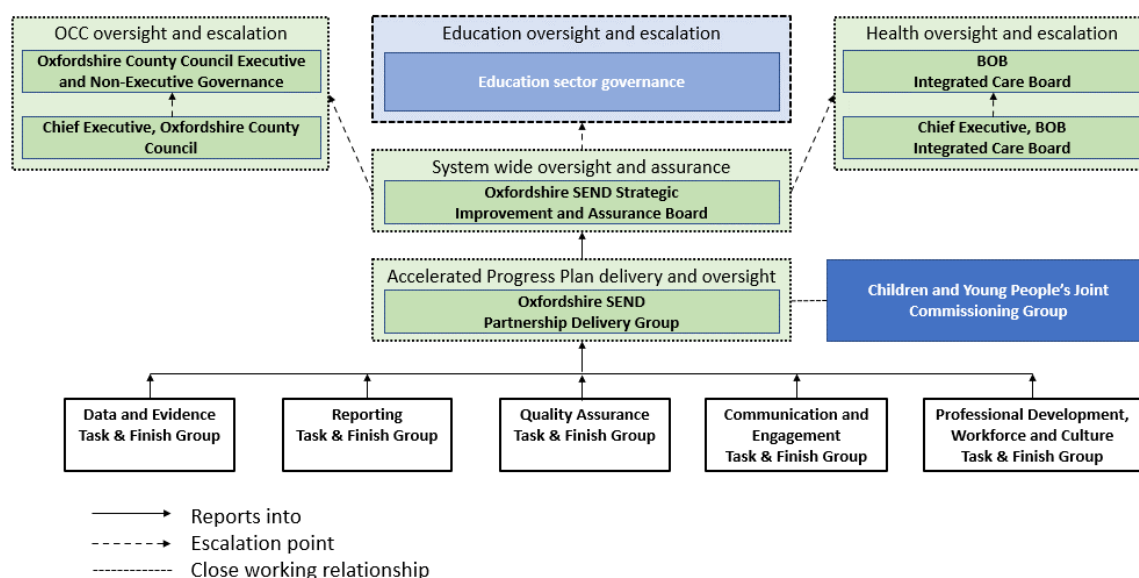 OCC oversight and escalation
Oxfordshire County Council Executive
and Non-Executive Governance
Chief Executive, Oxfordshire County
Council
Education oversight and escalation
Education sector governance
Health oversight and escalation
BOB
Integrated Care Board
Chief Executive, BOB
Integrated Care Board
System wide oversight and assurance
Oxfordshire SEND Strategic
Improvement and Assurance Board
Accelerated Progress Plan delivery and oversight
Oxfordshire SEND
Partnership Delivery Group
Children and Young People's Joint
Commissioning Group
Data and Evidence
Task & Finish Group
Reporting
Task & Finish Group
Quality Assurance
Task & Finish Group
Communication and
Engagement
Task & Finish Group
Professional Development,
Workforce and Culture
Task & Finish Group
Reports into
Escalation point
Close working relationship